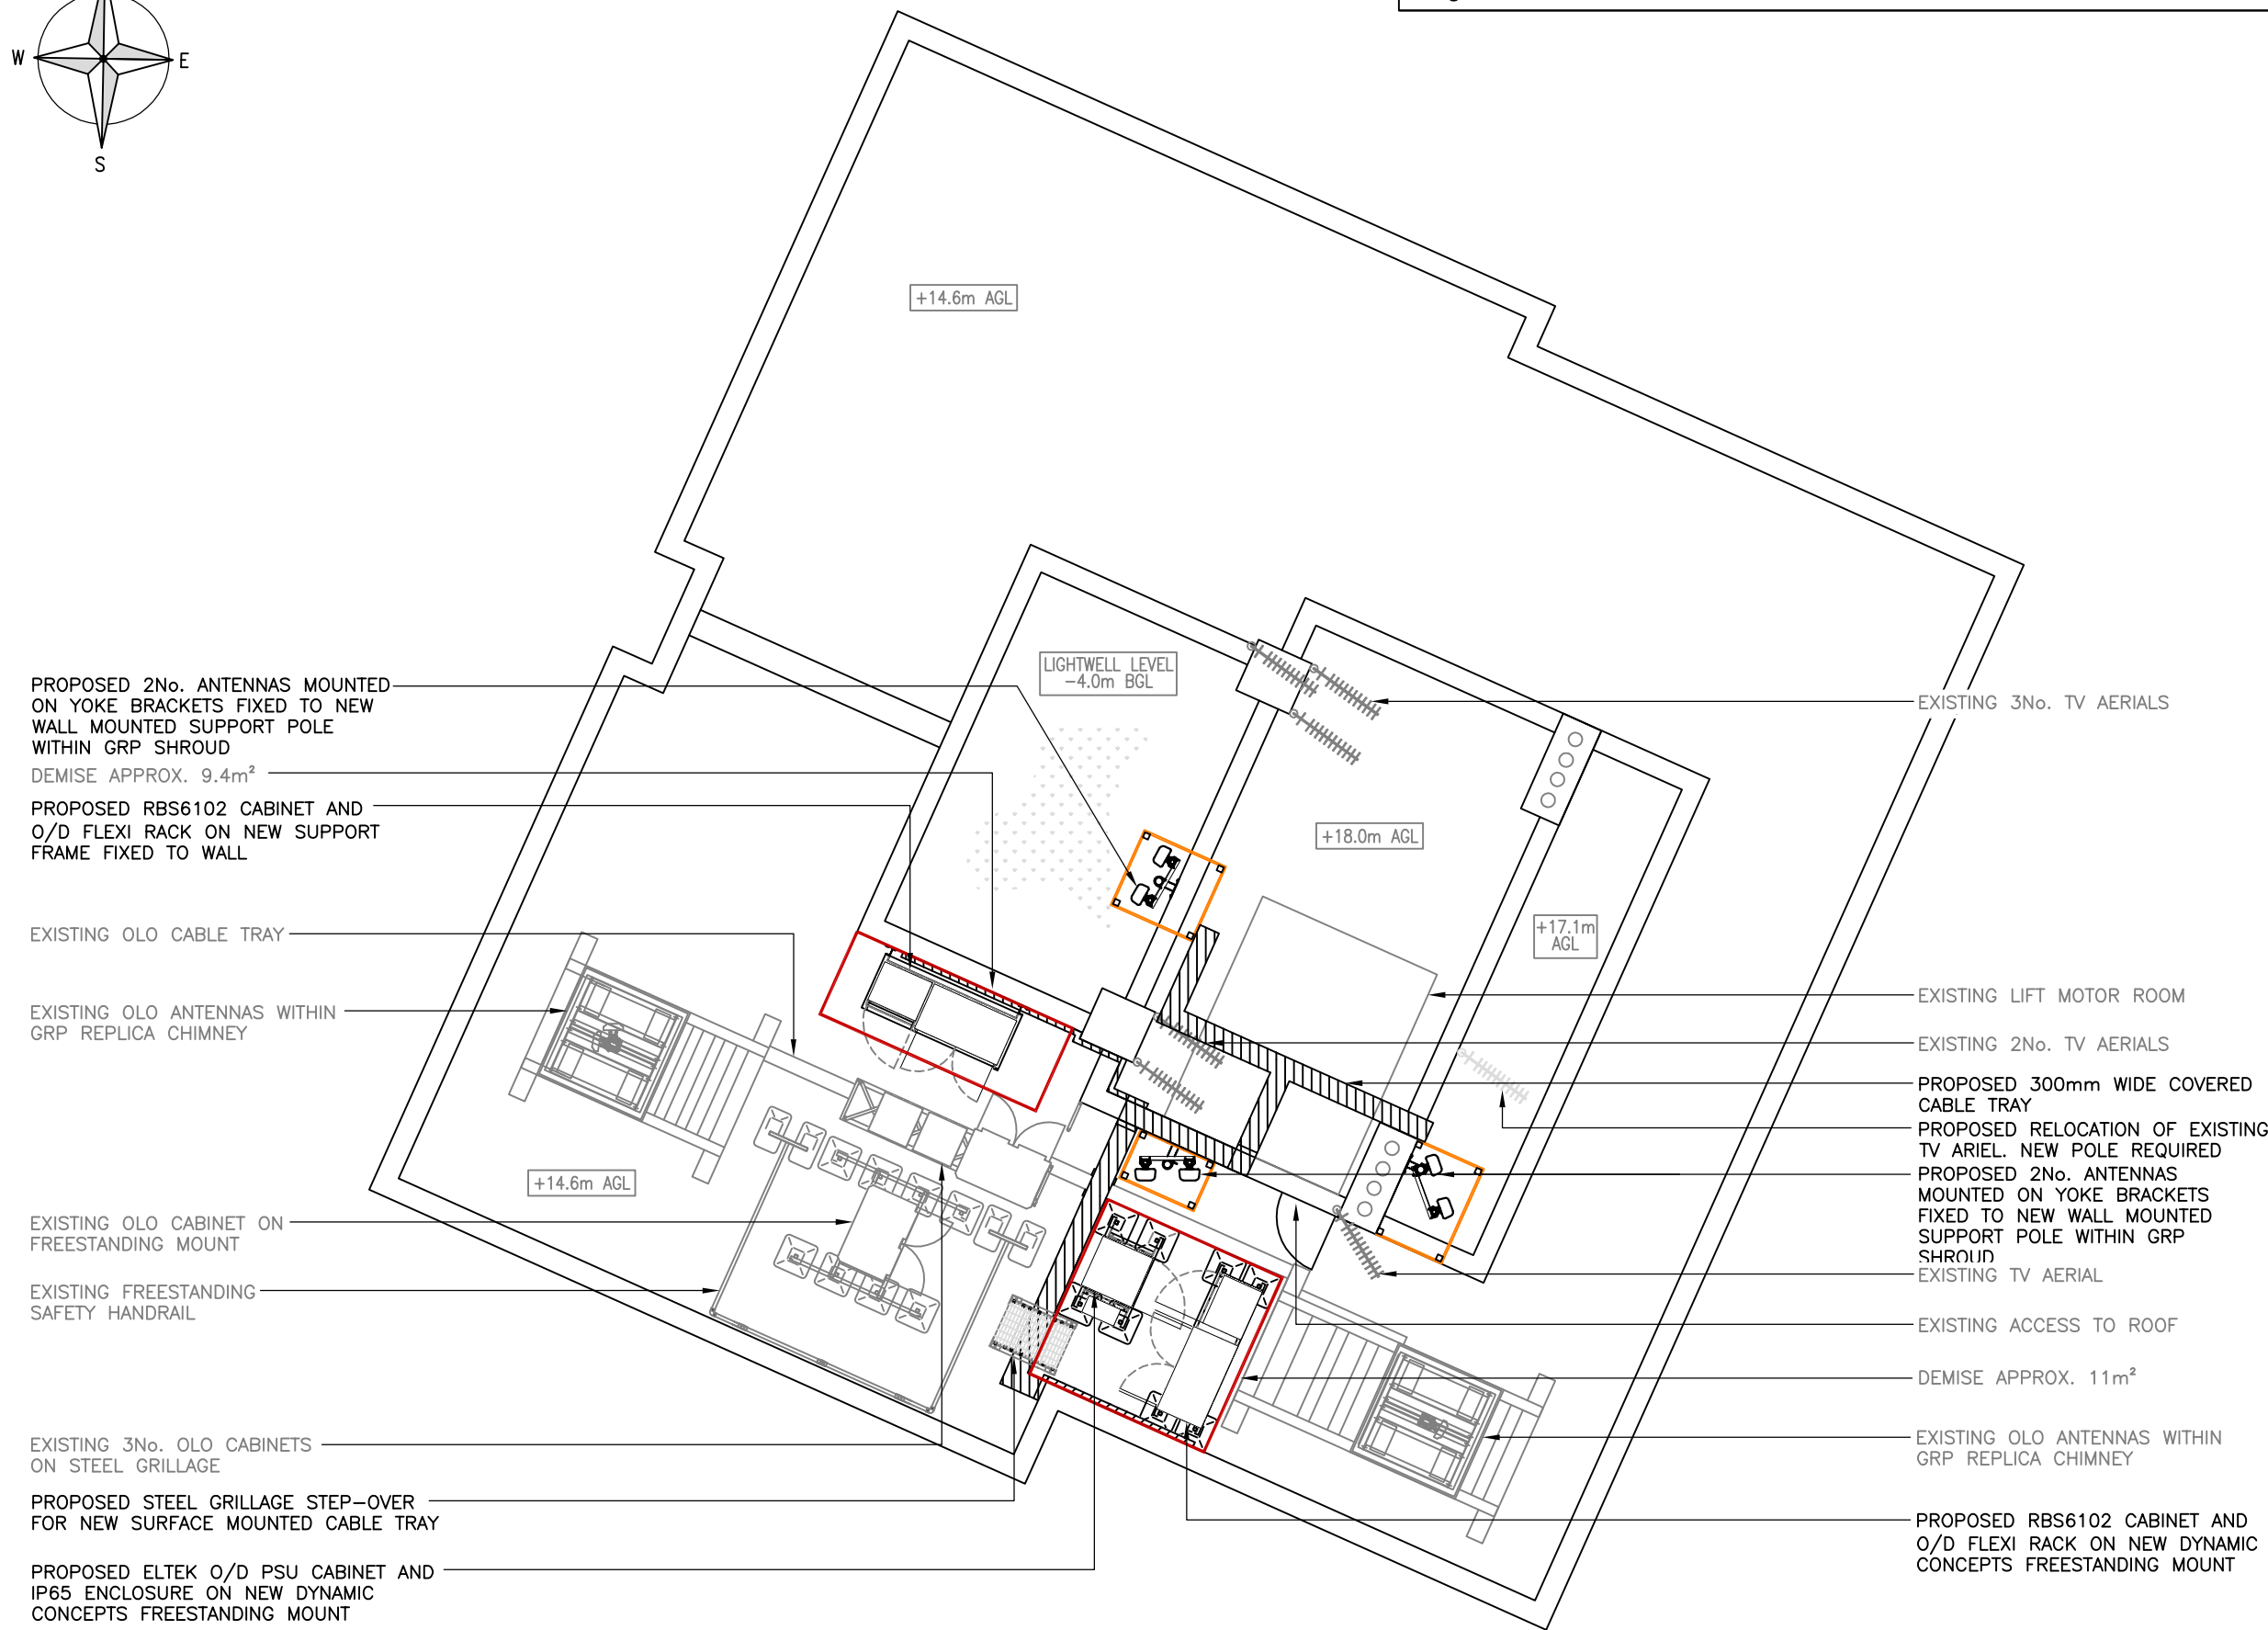 W
E
S
+14.6m AGL
LIGHTWELL LEVEL
-4.0m BGL
+18.0m AGL
+17.1m
AGL
+14.6m AGL
PROPOSED 2No. ANTENNAS MOUNTED
ON YOKE BRACKETS FIXED TO NEW
WALL MOUNTED SUPPORT POLE
WITHIN GRP SHROUD
DEMISE APPROX. 9.4m²
PROPOSED RBS6102 CABINET AND
O/D FLEXI RACK ON NEW SUPPORT
FRAME FIXED TO WALL
EXISTING OLO CABLE TRAY
EXISTING OLO ANTENNAS WITHIN
GRP REPLICA CHIMNEY
EXISTING OLO CABINET ON
FREESTANDING MOUNT
EXISTING FREESTANDING
SAFETY HANDRAIL
EXISTING 3No. OLO CABINETS
ON STEEL GRILLAGE
PROPOSED STEEL GRILLAGE STEP-OVER
FOR NEW SURFACE MOUNTED CABLE TRAY
PROPOSED ELTEK O/D PSU CABINET AND
IP65 ENCLOSURE ON NEW DYNAMIC
CONCEPTS FREESTANDING MOUNT
EXISTING 3No. TV AERIALS
EXISTING LIFT MOTOR ROOM
EXISTING 2No. TV AERIALS
PROPOSED 300mm WIDE COVERED
CABLE TRAY
PROPOSED RELOCATION OF EXISTING
TV ARIEL. NEW POLE REQUIRED
PROPOSED 2No. ANTENNAS
MOUNTED ON YOKE BRACKETS
FIXED TO NEW WALL MOUNTED
SUPPORT POLE WITHIN GRP
SHROUD
EXISTING TV AERIAL
EXISTING ACCESS TO ROOF
DEMISE APPROX. 11m²
EXISTING OLO ANTENNAS WITHIN
GRP REPLICA CHIMNEY
PROPOSED RBS6102 CABINET AND
O/D FLEXI RACK ON NEW DYNAMIC
CONCEPTS FREESTANDING MOUNT